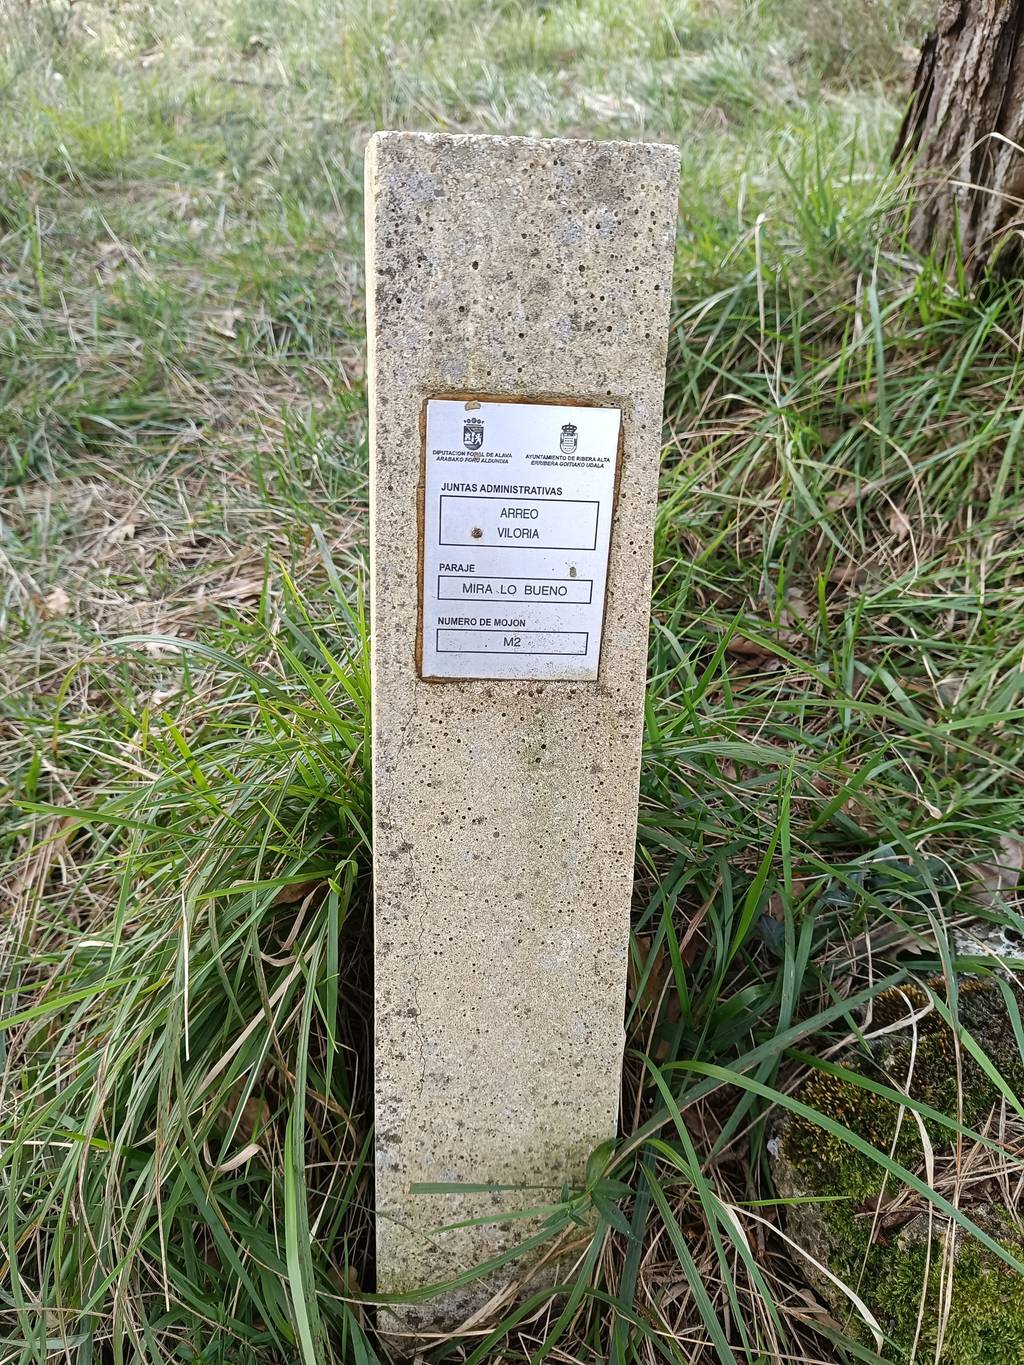 DIPUTACION FORAL DE ALAVA
ARABAKO FORU ALDUNDIA
AYUNTAMIENTO DE RIBERA ALTA
ERRIBERA GOITIAKO UDALA
JUNTAS ADMINISTRATIVAS
ARREO
VILORIA
PARAJE
MIRA LO BUENO
NUMERO DE MOJON
M2